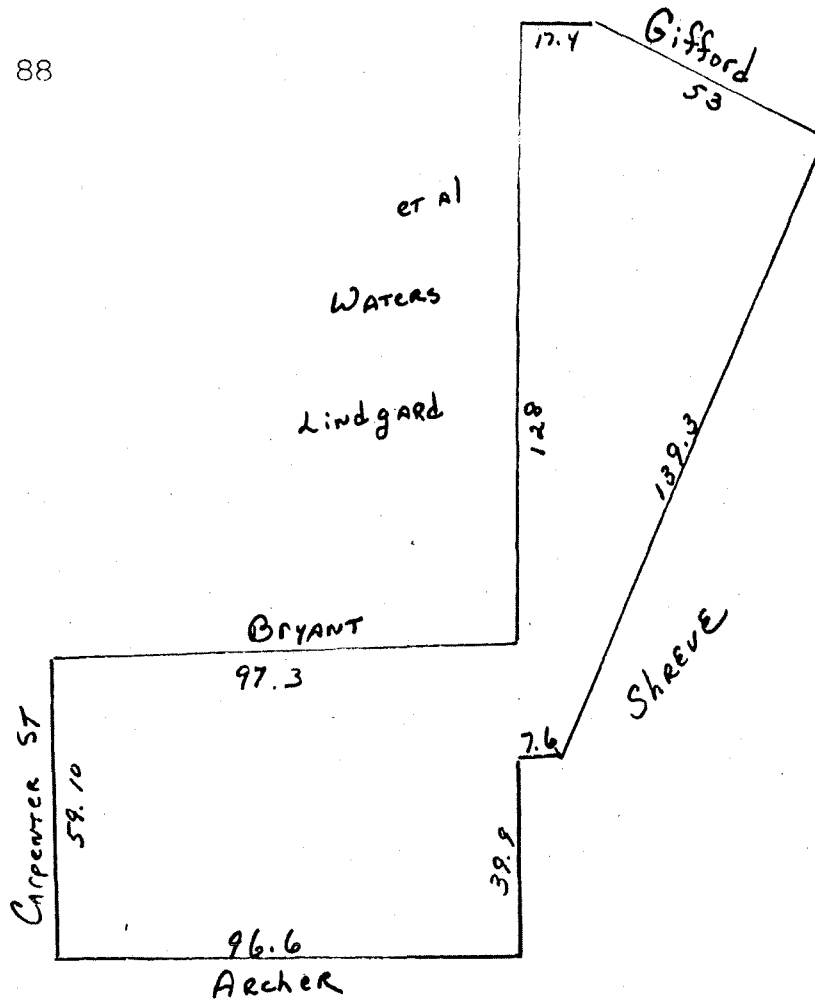 88
17.4
Gifford
53
et Al
Waters
Lindgard
128
139.3
Bryant
97.3
Shreve
7.6
Carpenter St
59.10
39.9
96.6
Archer